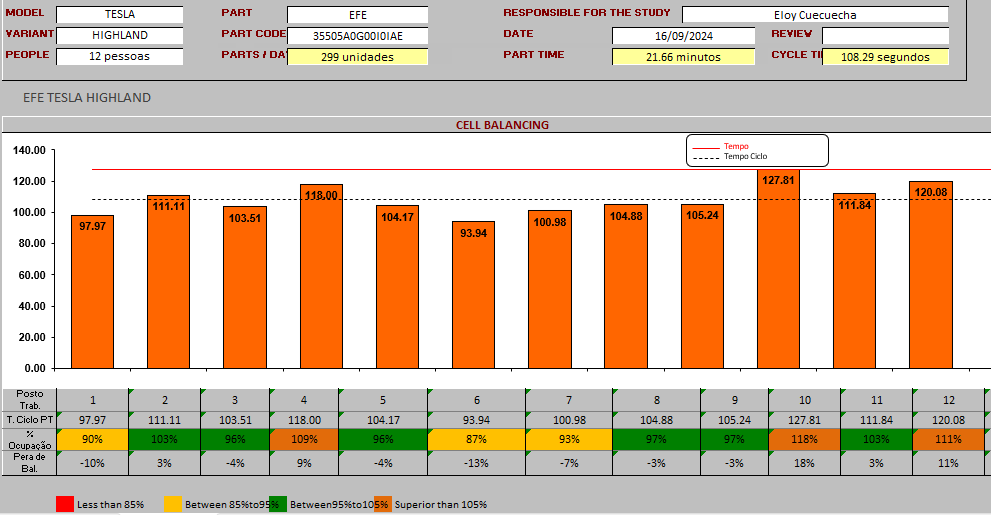 MODEL TESLA PART EFE RESPONSIBLE FOR THE STUDY Eloy Cuecuecha
VARIANT HIGHLAND PART CODE 35505A0G00I0IAE DATE 16/09/2024 REVIEW
PEOPLE 12 pessoas PARTS / DA 299 unidades PART TIME 21.66 minutos CYCLE TI 108.29 segundos
EFE TESLA HIGHLAND
CELL BALANCING
Tempo
Tempo Ciclo
140.00
120.00
100.00
80.00
60.00
40.00
20.00
0.00
97.97 111.11 103.51 118.00 104.17 93.94 100.98 104.88 105.24 127.81 111.84 120.08
Posto Trab. 1 2 3 4 5 6 7 8 9 10 11 12
T. Ciclo PT 97.97 111.11 103.51 118.00 104.17 93.94 100.98 104.88 105.24 127.81 111.84 120.08
% Ocupação 90% 103% 96% 109% 96% 87% 93% 97% 97% 118% 103% 111%
Pera de Bal. -10% 3% -4% 9% -4% -13% -7% -3% -3% 18% 3% 11%
Less than 85% Between 85%to95% Between95%to105% Superior than 105%